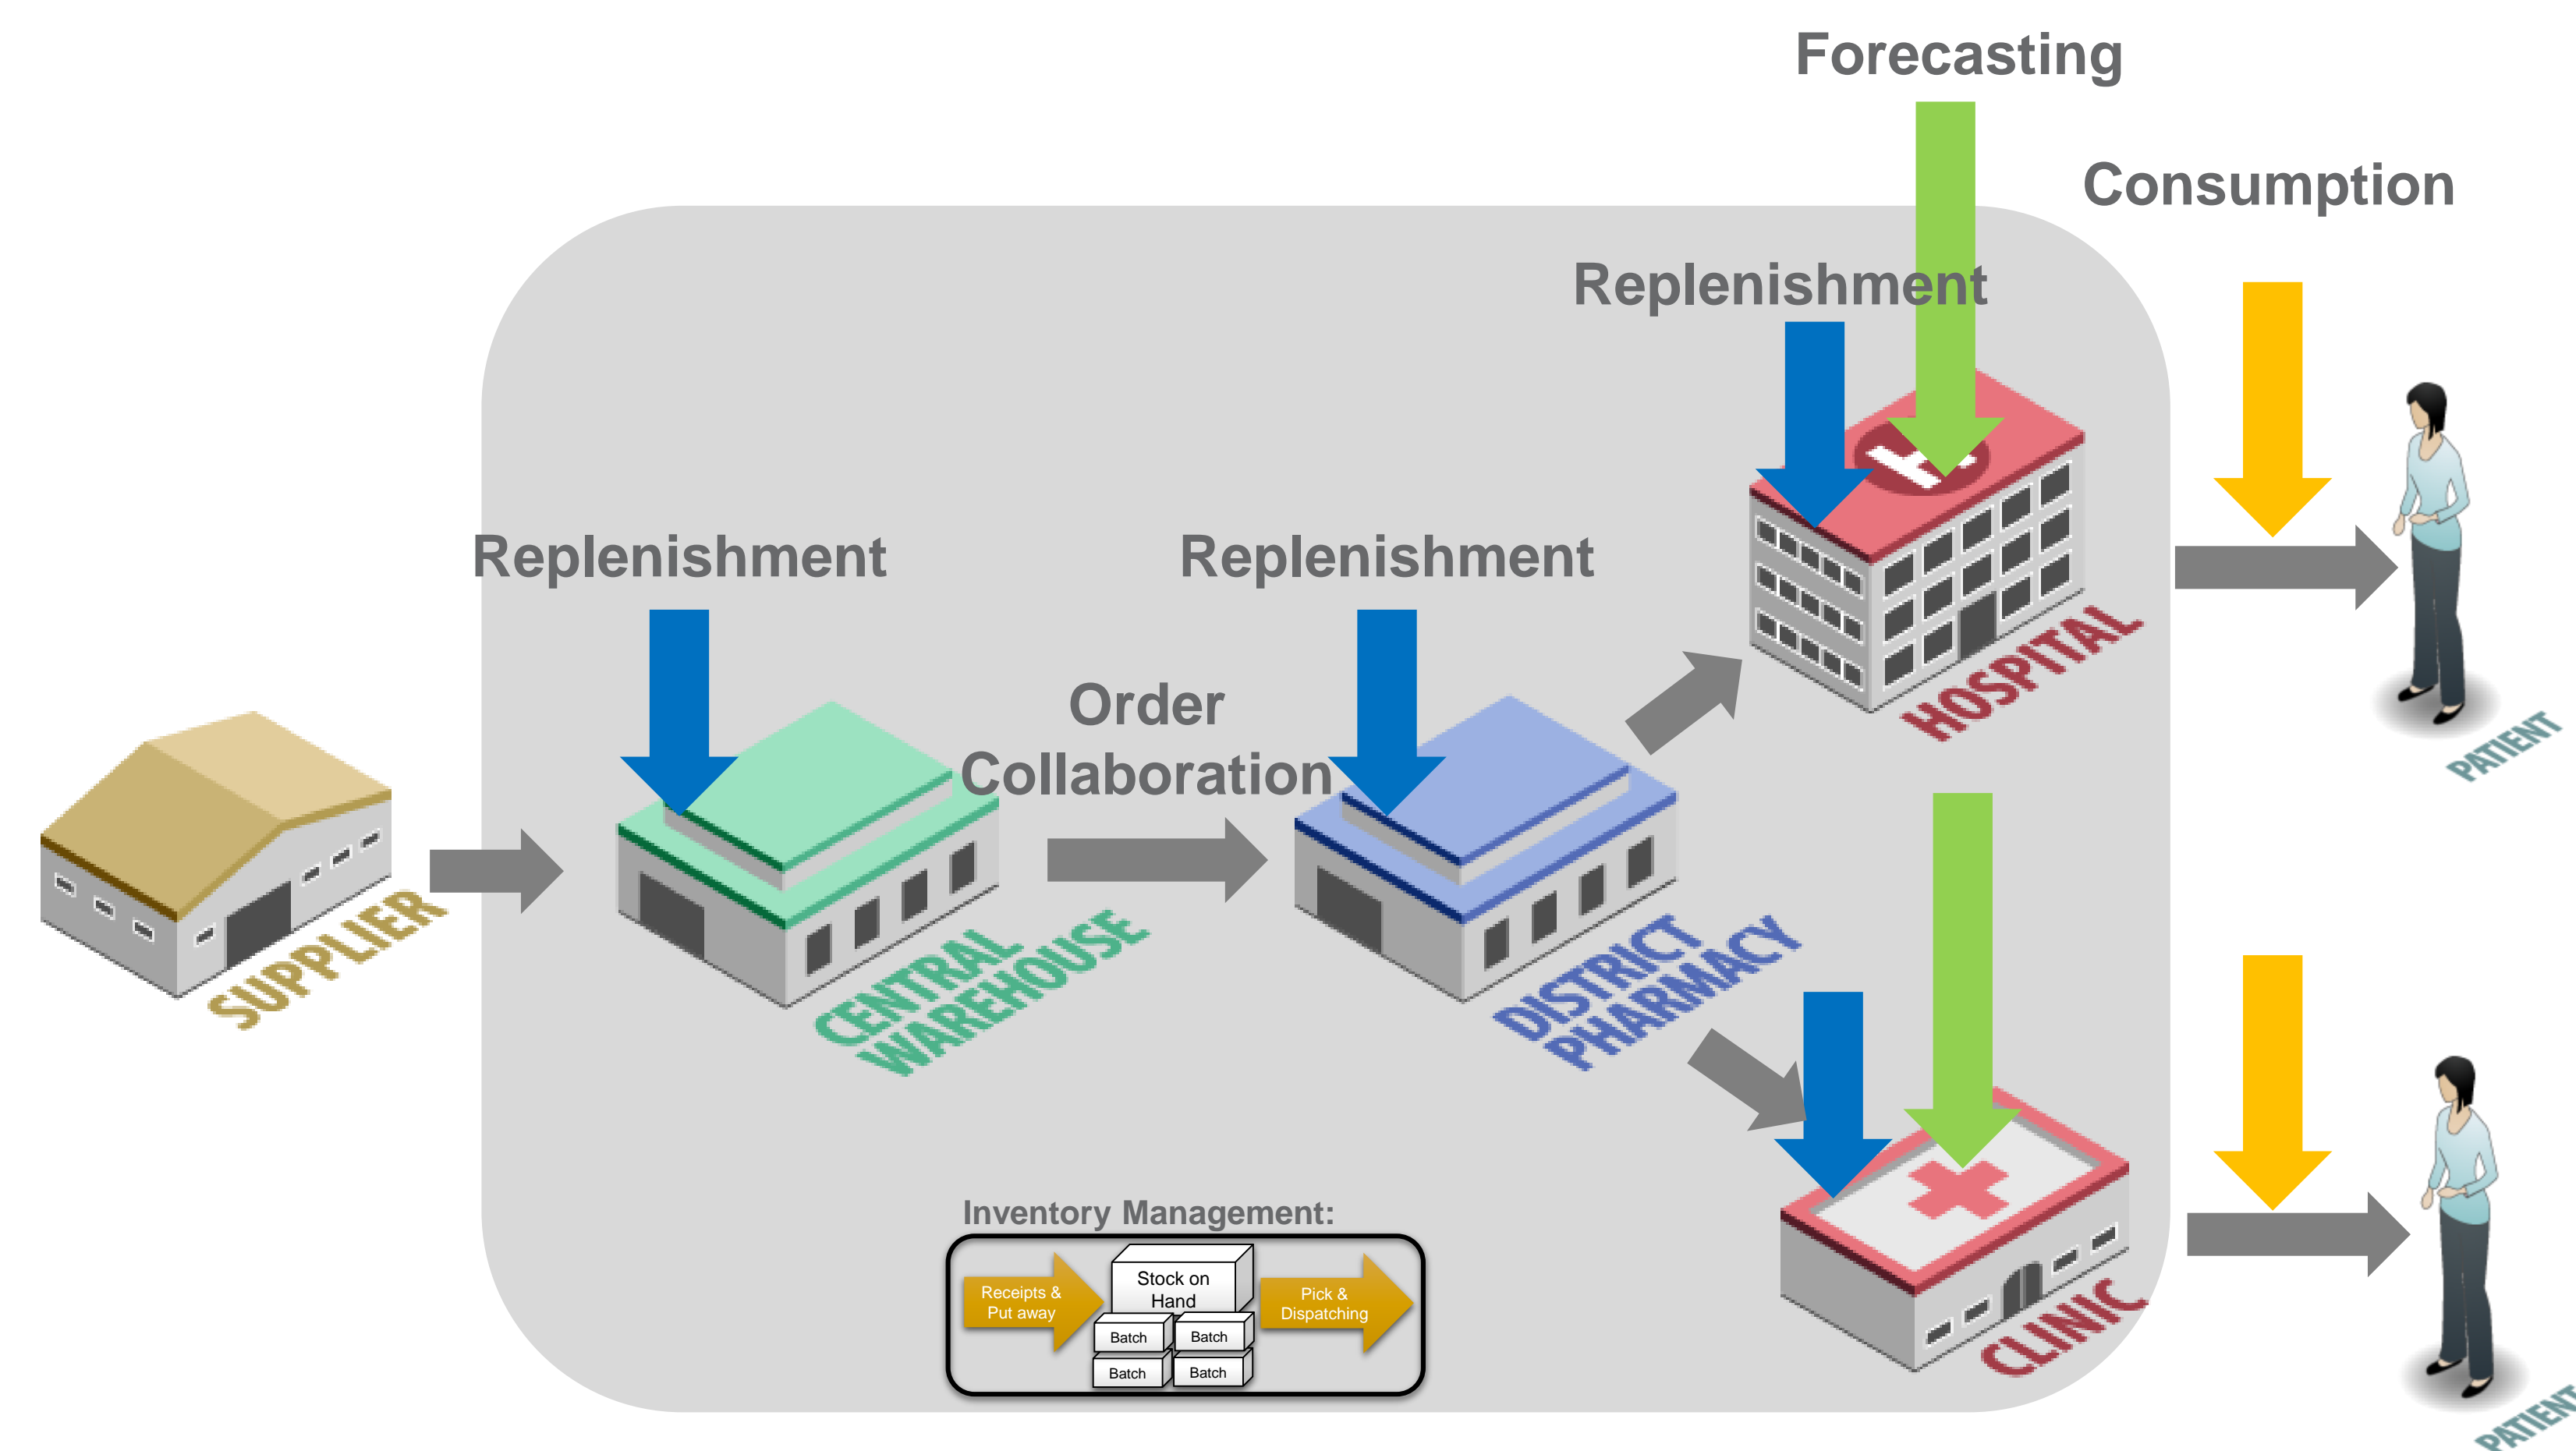 Forecasting
Consumption
Replenishment
Replenishment
Replenishment
Order
Collaboration
HOSPITAL
PATIENT
SUPPLIER
CENTRAL
WAREHOUSE
DISTRICT
PHARMACY
Inventory Management:
Receipts &
Put away
Stock on
Hand
Batch
Batch
Batch
Batch
Pick &
Dispatching
CLINIC
PATIENT